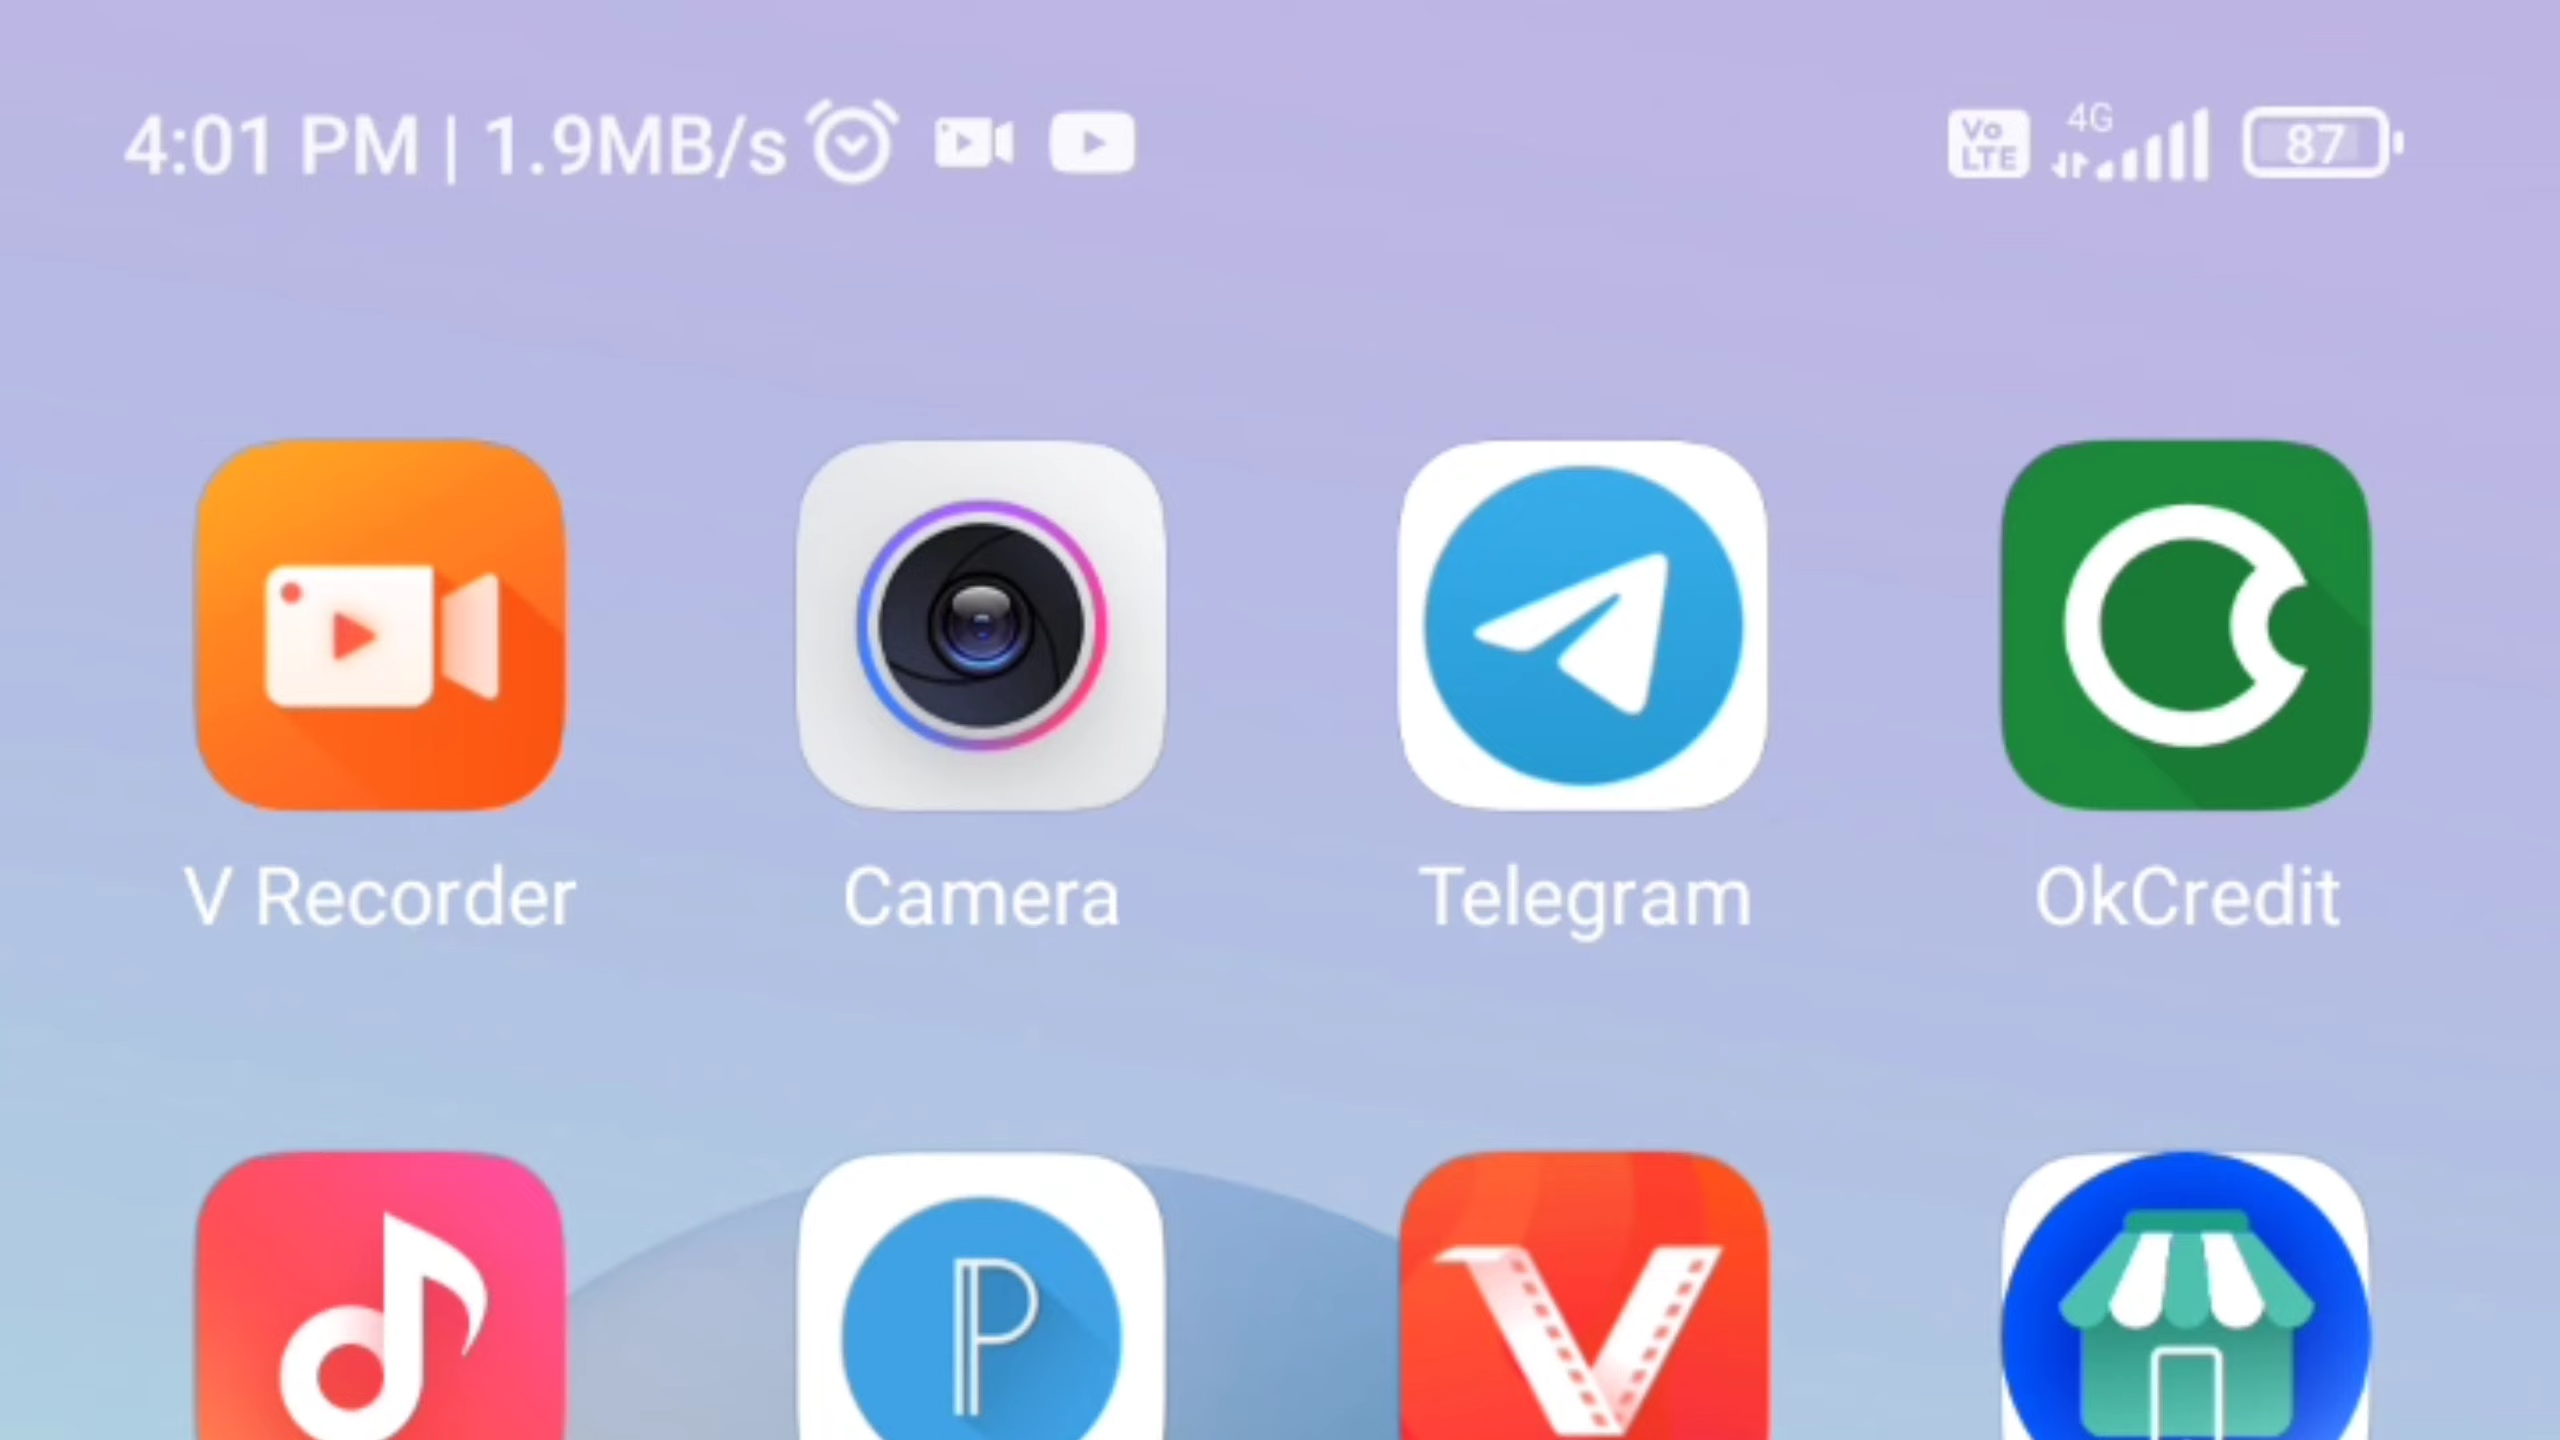 4:01 PM | 1.9MB/s
Vo LTE 4G 87
V Recorder
Camera
Telegram
OkCredit
P
V